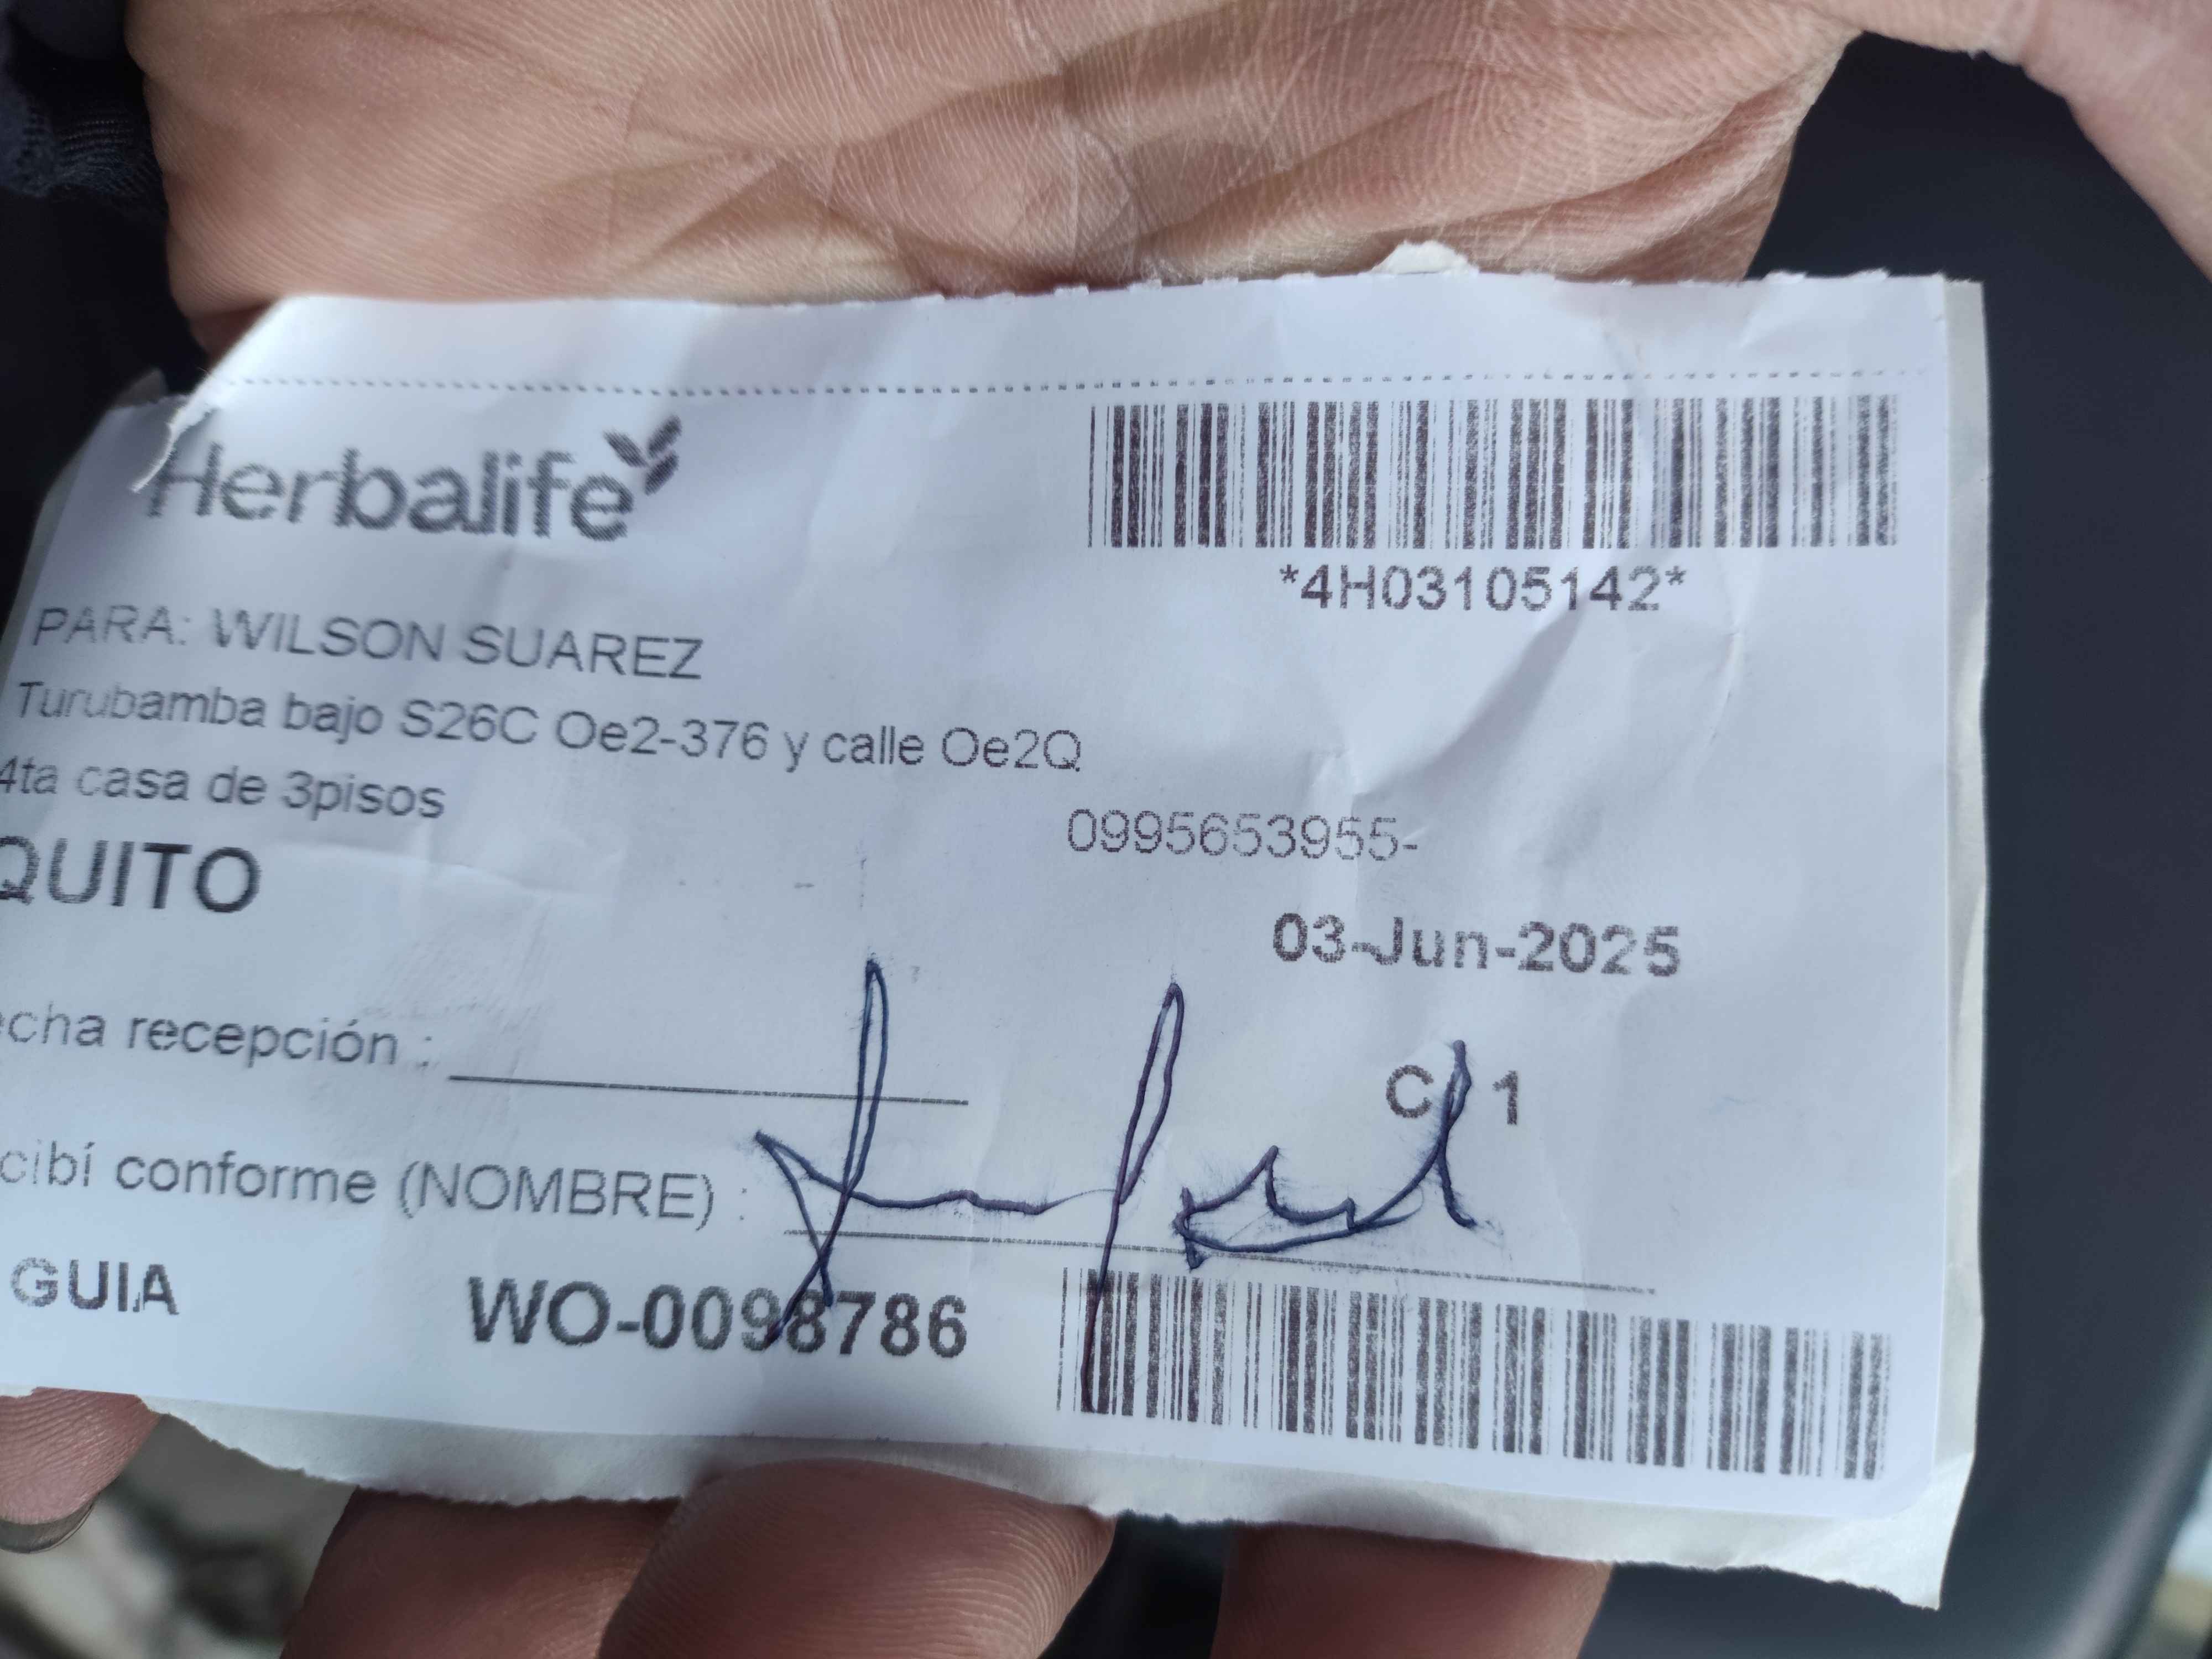 Herbalife
*4H03105142*
PARA: WILSON SUAREZ
Turubamba bajo S26C Oe2-376 y calle Oe2Q
4ta casa de 3pisos
0995653955-
QUITO
03-Jun-2025
echa recepción :
C 1
cibí conforme (NOMBRE) :
GUIA WO-0098786